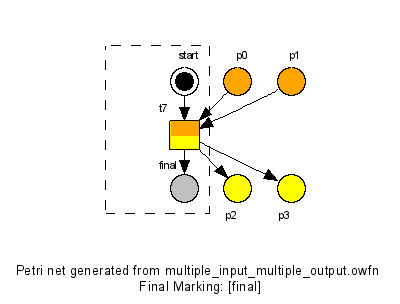 start
p0
p1
t7
final
p2
p3
Petri net generated from multiple_input_multiple_output.owfn
Final Marking: [final]